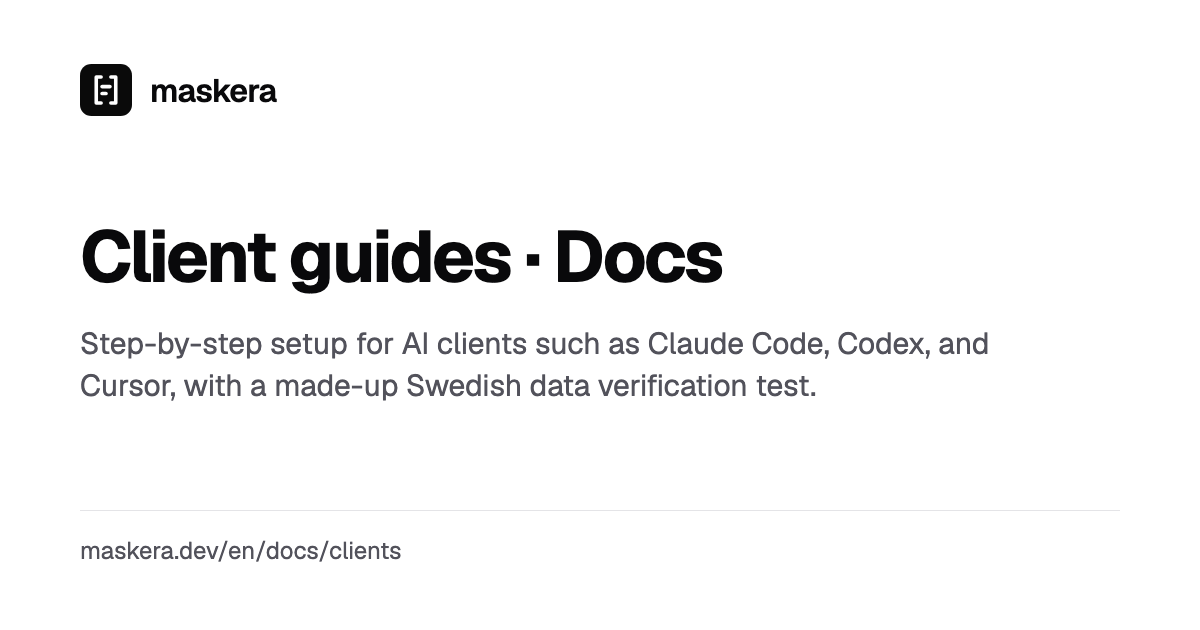 maskera
Client guides · Docs
Step-by-step setup for AI clients such as Claude Code, Codex, and
Cursor, with a made-up Swedish data verification test.
maskera.dev/en/docs/clients